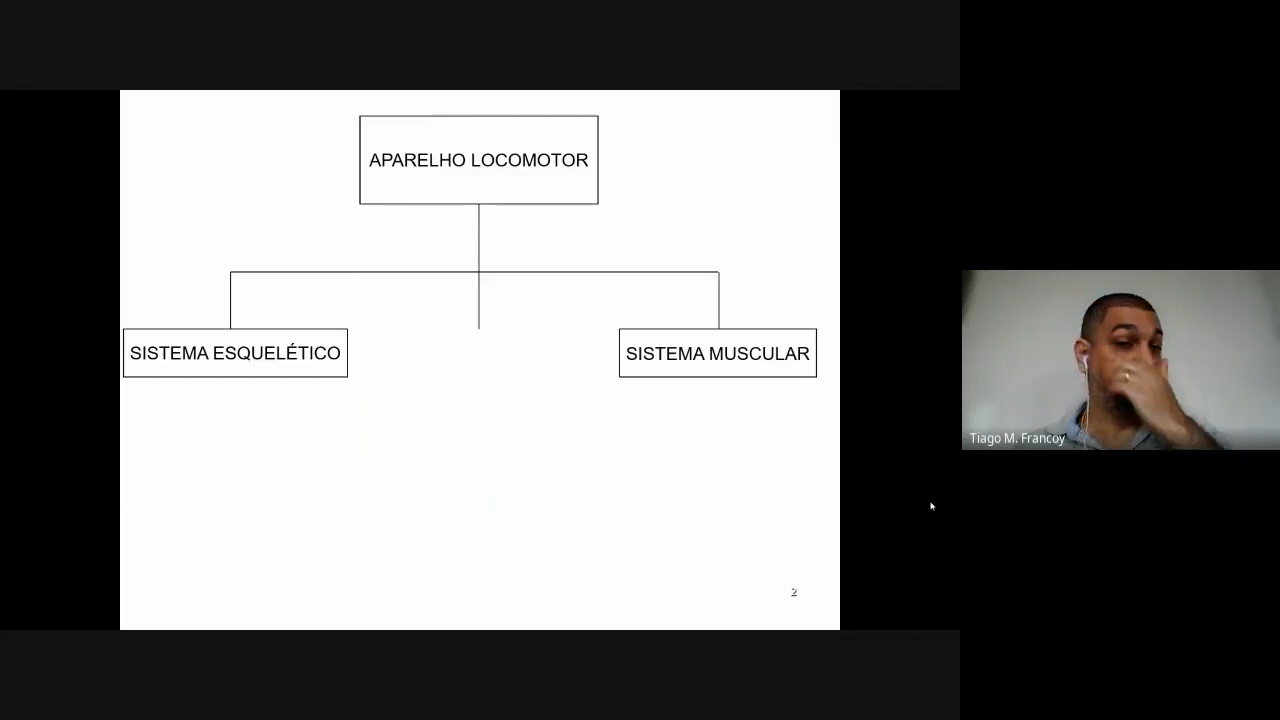 APARELHO LOCOMOTOR
SISTEMA ESQUELÉTICO
SISTEMA MUSCULAR
2
Tiago M. Francoy